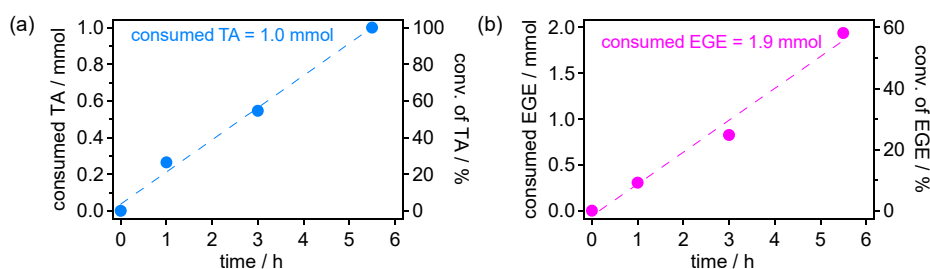 (a)
consumed TA = 1.0 mmol
consumed TA / mmol
1.0
0.8
0.6
0.4
0.2
0.0
100
80
60
40
20
0
conv. of TA / %
0 1 2 3 4 5 6
time / h
(b)
consumed EGE = 1.9 mmol
consumed EGE / mmol
2.0
1.5
1.0
0.5
0.0
60
40
20
0
conv. of EGE / %
0 1 2 3 4 5 6
time / h